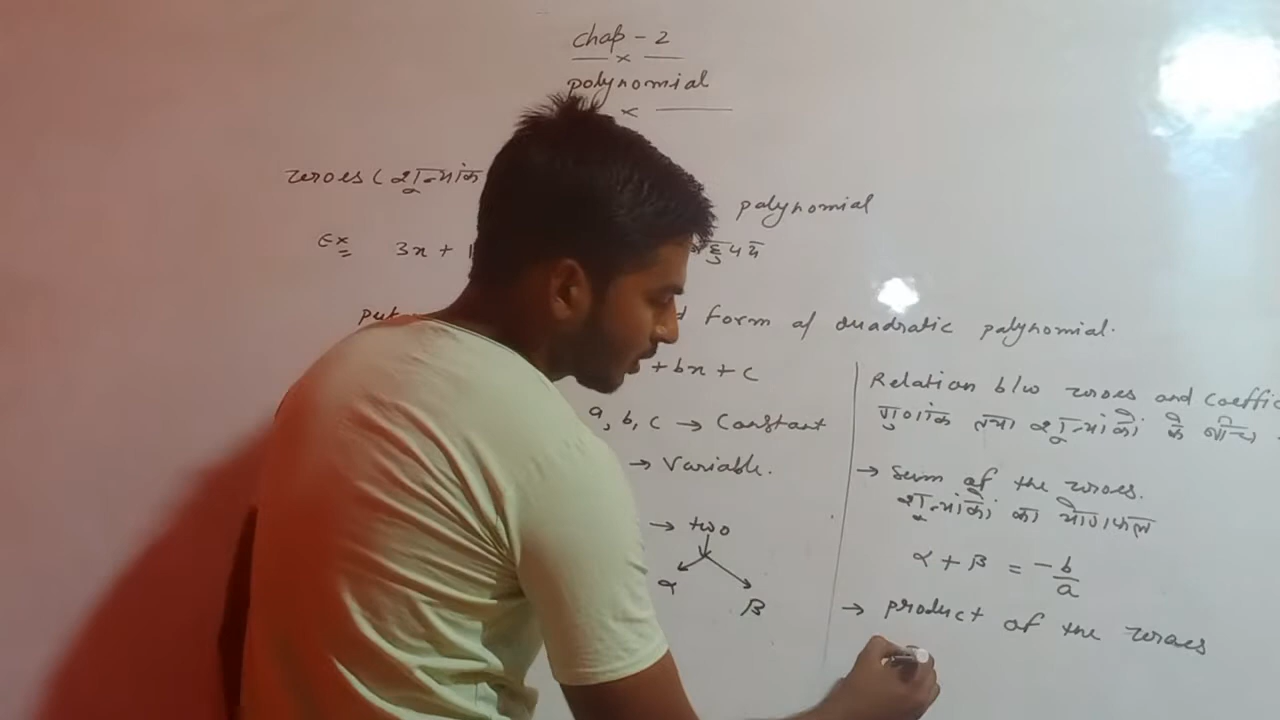 Chap - 2
polynomial
zeroes ( शून्यांक
polynomial
Ex 3x + 1
put
form of quadratic polynomial.
+ bx + c
a, b, c → Constant
→ Variable.
→ two
α
β
Relation b/w zeroes and Coeffic
गुणांक तथा शून्यांकों के बीच
→ Sum of the zeroes.
शून्यांकों का योगफल
α + β = -b/a
→ product of the zeroes